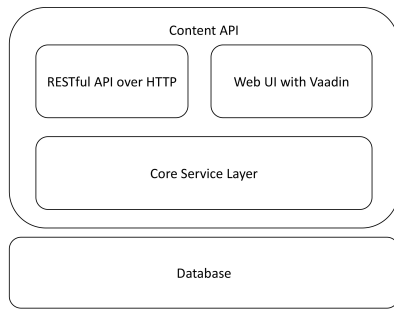 Content API
RESTful API over HTTP
Web UI with Vaadin
Core Service Layer
Database